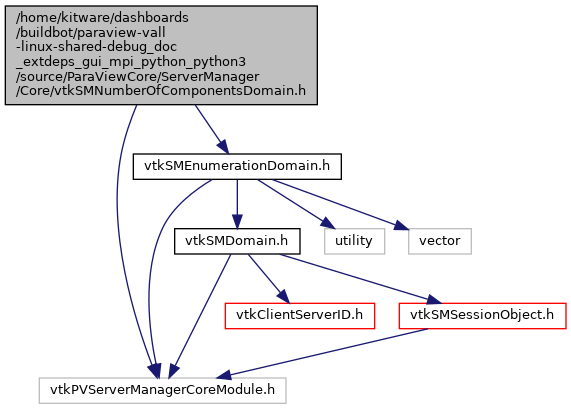 /home/kitware/dashboards
/buildbot/paraview-vall
-linux-shared-debug_doc
_extdeps_gui_mpi_python_python3
/source/ParaViewCore/ServerManager
/Core/vtkSMNumberOfComponentsDomain.h
vtkSMEnumerationDomain.h
vtkSMDomain.h
utility
vector
vtkClientServerID.h
vtkSMSessionObject.h
vtkPVServerManagerCoreModule.h